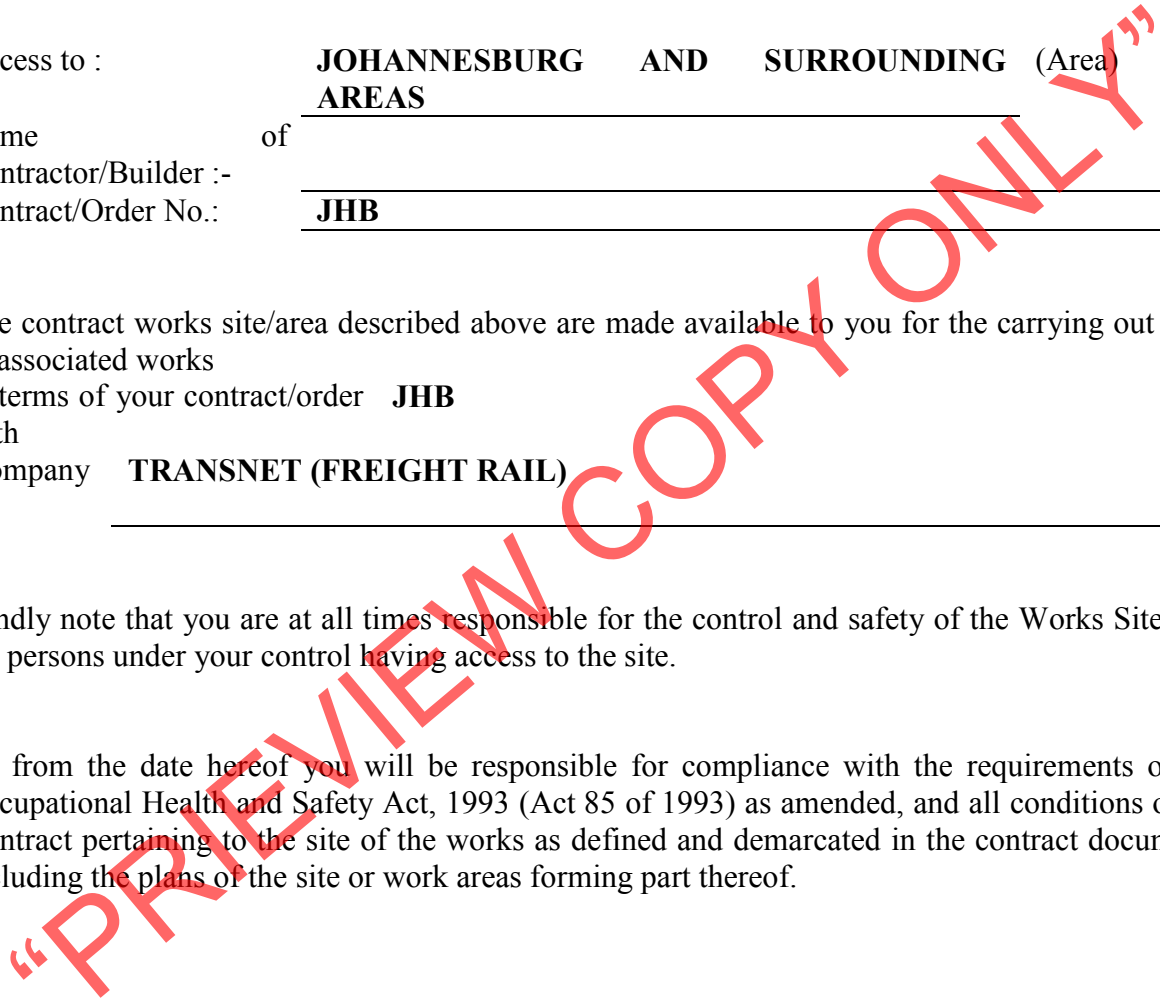 cess to :
JOHANNESBURG AND SURROUNDING (Area)
AREAS
me of
ntractor/Builder :-
ntract/Order No.: JHB
e contract works site/area described above are made available to you for the carrying out
associated works
terms of your contract/order JHB
th
ompany TRANSNET (FREIGHT RAIL)
ndly note that you are at all times responsible for the control and safety of the Works Site
persons under your control having access to the site.
from the date hereof you will be responsible for compliance with the requirements o
cupational Health and Safety Act, 1993 (Act 85 of 1993) as amended, and all conditions o
ntract pertaining to the site of the works as defined and demarcated in the contract docum
luding the plans of the site or work areas forming part thereof.
“PRIEVIEW COPY ONLY”